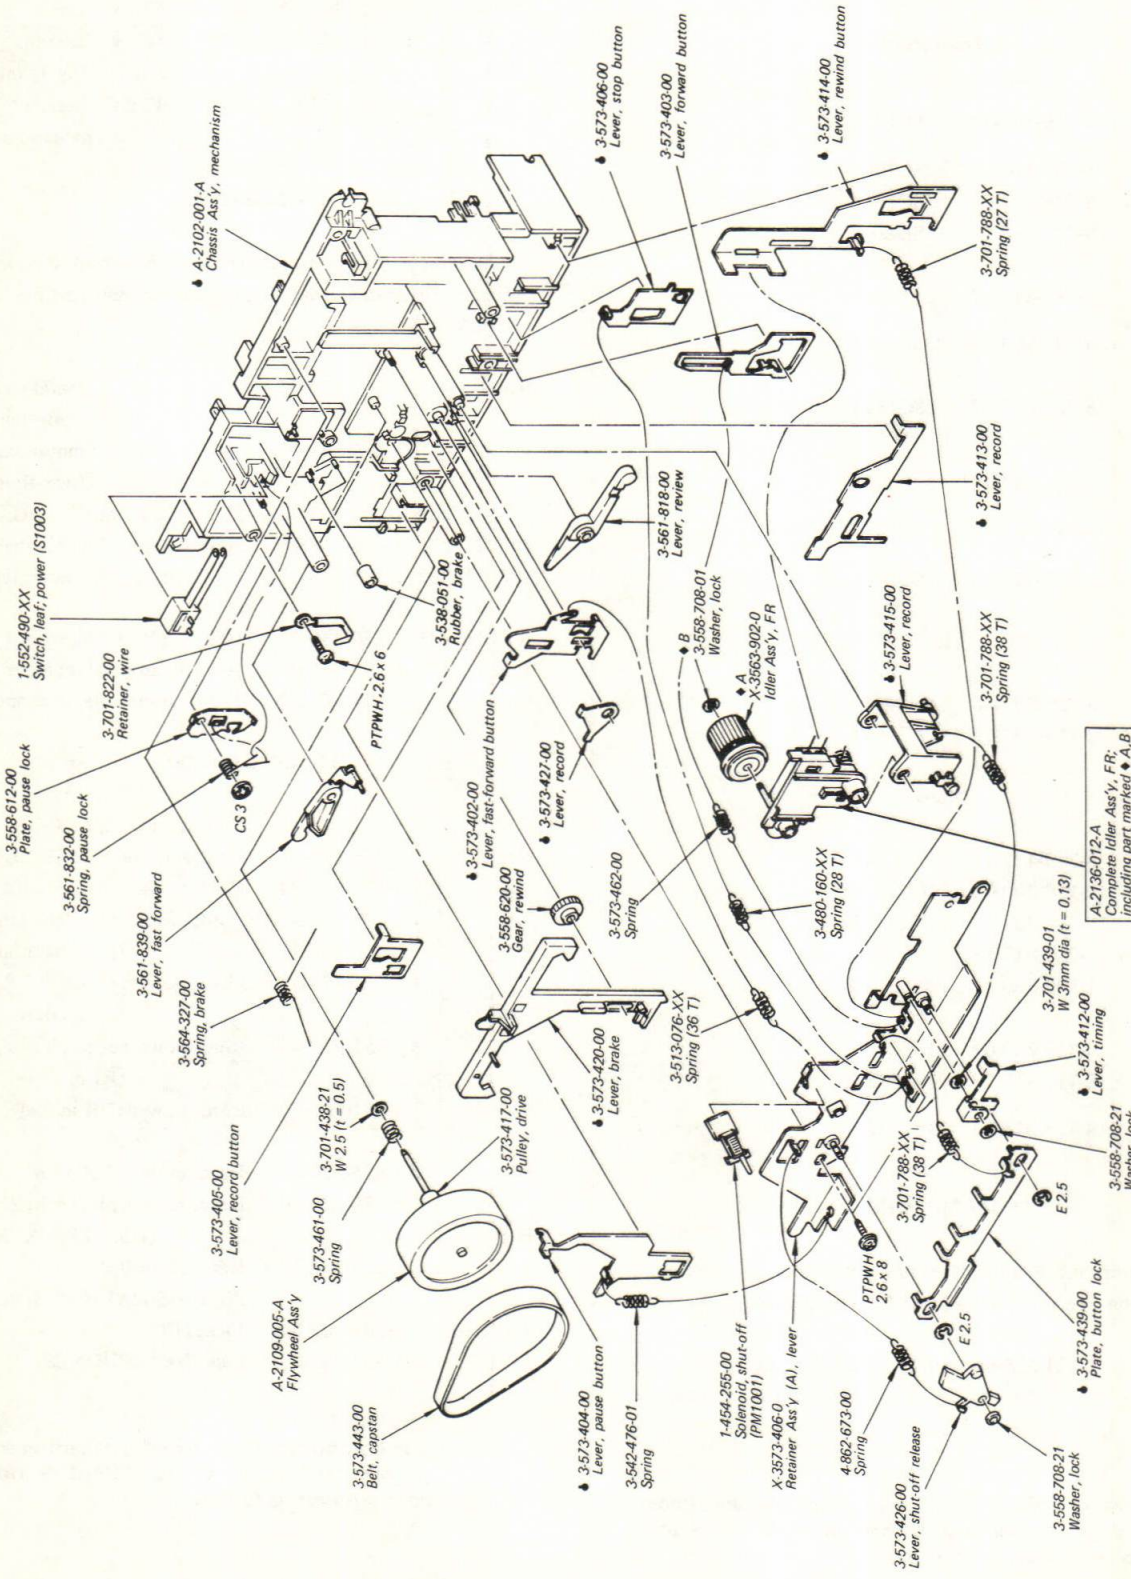 1-552-490-XX
Switch, leaf; power (S1003)
3-701-822-00
Retainer, wire
3-558-612-00
Plate, pause lock
3-561-832-00
Spring, pause lock
CS 3
3-561-839-00
Lever, fast forward
3-564-327-00
Spring, brake
3-573-405-00
Lever, record button
3-701-438-21
W 2.5 (t = 0.5)
3-573-461-00
Spring
A-2109-005-A
Flywheel Ass'y
3-573-443-00
Belt, capstan
♦ A-2102-001-A
Chassis Ass'y, mechanism
PTPWH-2.6 x 6
3-538-051-00
Rubber, brake
♦ 3-573-402-00
Lever, fast-forward button
3-558-620-00
Gear, rewind
♦ 3-573-427-00
Lever, record
3-573-417-00
Pulley, drive
♦ 3-573-420-00
Lever, brake
♦ 3-573-404-00
Lever, pause button
3-542-476-01
Spring
♦ 3-573-406-00
Lever, stop button
3-573-403-00
Lever, forward button
♦ 3-573-414-00
Lever, rewind button
3-701-788-XX
Spring (27 T)
3-561-818-00
Lever, review
♦ B
3-558-708-01
Washer, lock
♦ A
X-3563-902-0
Idler Ass'y, FR
♦ 3-573-413-00
Lever, record
♦ 3-573-415-00
Lever, record
3-701-788-XX
Spring (38 T)
3-573-462-00
Spring
3-480-160-XX
Spring (28 T)
A-2136-012-A
Complete Idler Ass'y, FR;
including part marked ♦ A,B
3-513-076-XX
Spring (36 T)
3-701-439-01
W 3mm dia (t = 0.13)
♦ 3-573-412-00
Lever, timing
3-558-708-21
Washer, lock
3-701-788-XX
Spring (38 T)
E 2.5
1-454-255-00
Solenoid, shut-off
(PM1001)
X-3573-406-0
Retainer Ass'y (A), lever
PTPWH
2.6 x 8
E 2.5
♦ 3-573-439-00
Plate, button lock
4-862-673-00
Spring
3-573-426-00
Lever, shut-off release
3-558-708-21
Washer, lock